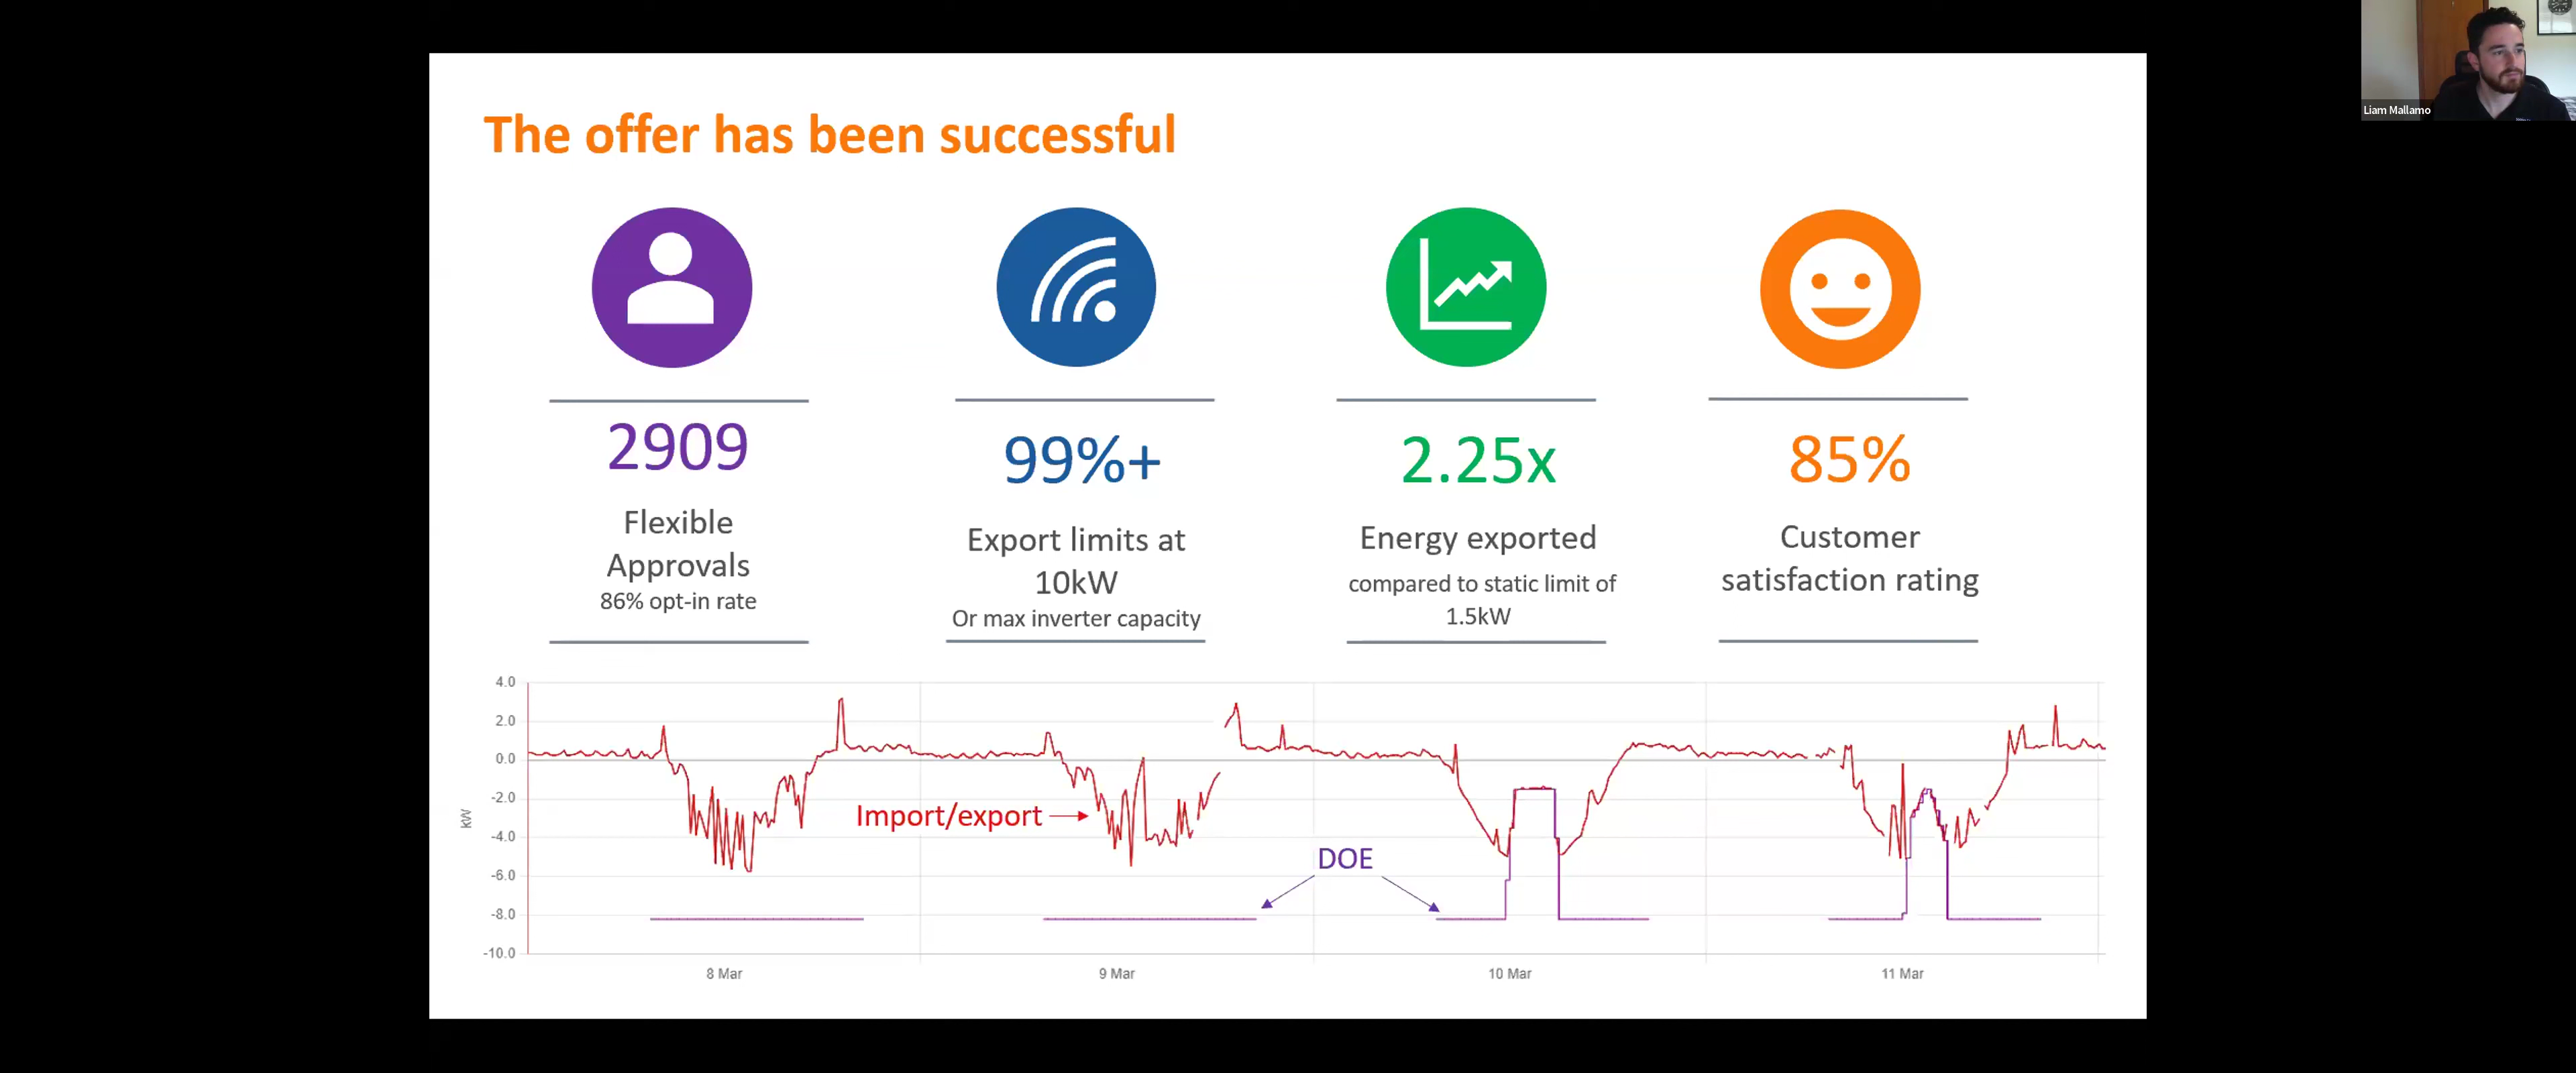 Liam Mallamo
The offer has been successful
2909
Flexible
Approvals
86% opt-in rate
99%+
Export limits at
10kW
Or max inverter capacity
2.25x
Energy exported
compared to static limit of
1.5kW
85%
Customer
satisfaction rating
4.0
2.0
0.0
-2.0
-4.0
-6.0
-8.0
-10.0
kW
Import/export
DOE
8 Mar
9 Mar
10 Mar
11 Mar